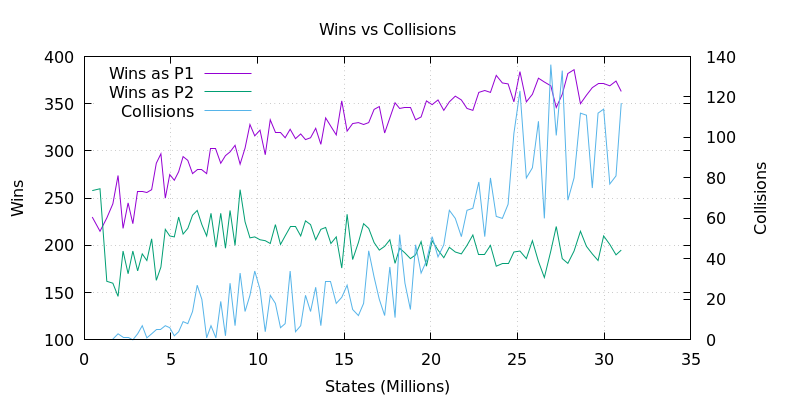 Wins vs Collisions
Wins as P1
Wins as P2
Collisions
Wins
400
350
300
250
200
150
100
140
120
100
80
60
40
20
0
Collisions
0 5 10 15 20 25 30 35
States (Millions)